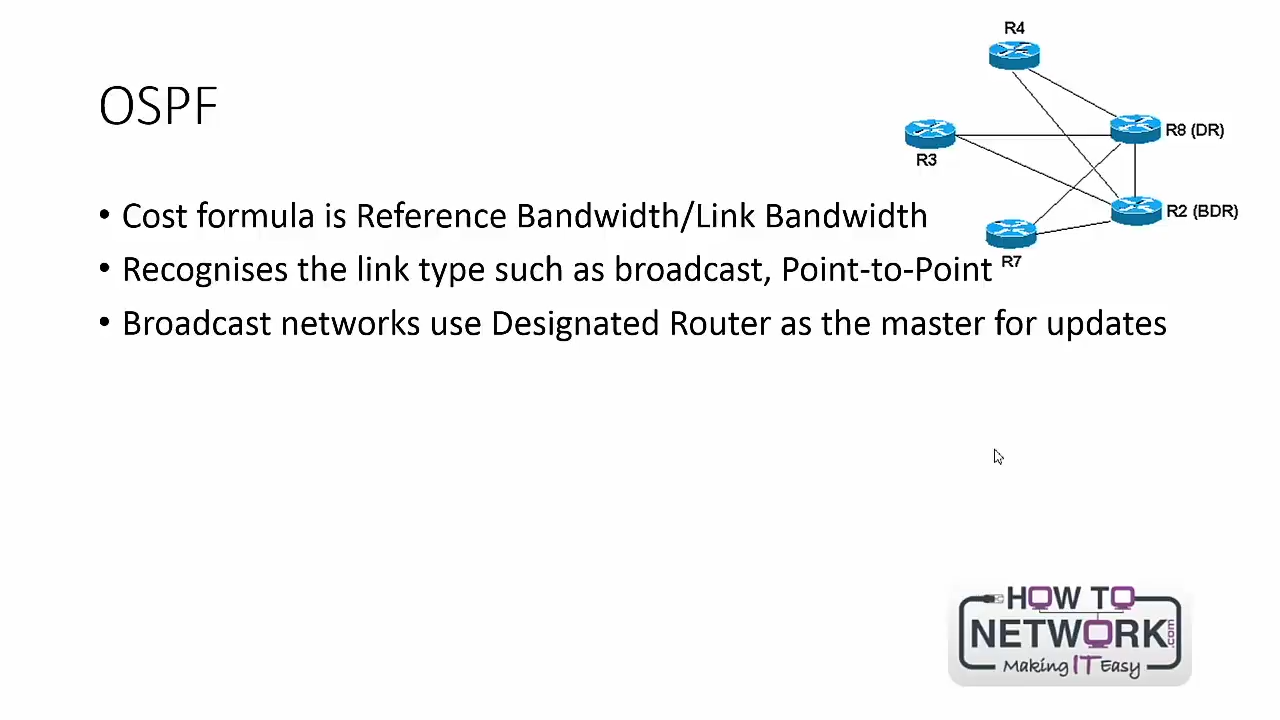 OSPF
R4
R8 (DR)
R3
R2 (BDR)
R7
• Cost formula is Reference Bandwidth/Link Bandwidth
• Recognises the link type such as broadcast, Point-to-Point
• Broadcast networks use Designated Router as the master for updates
HOW TO
NETWORK.com
Making IT Easy